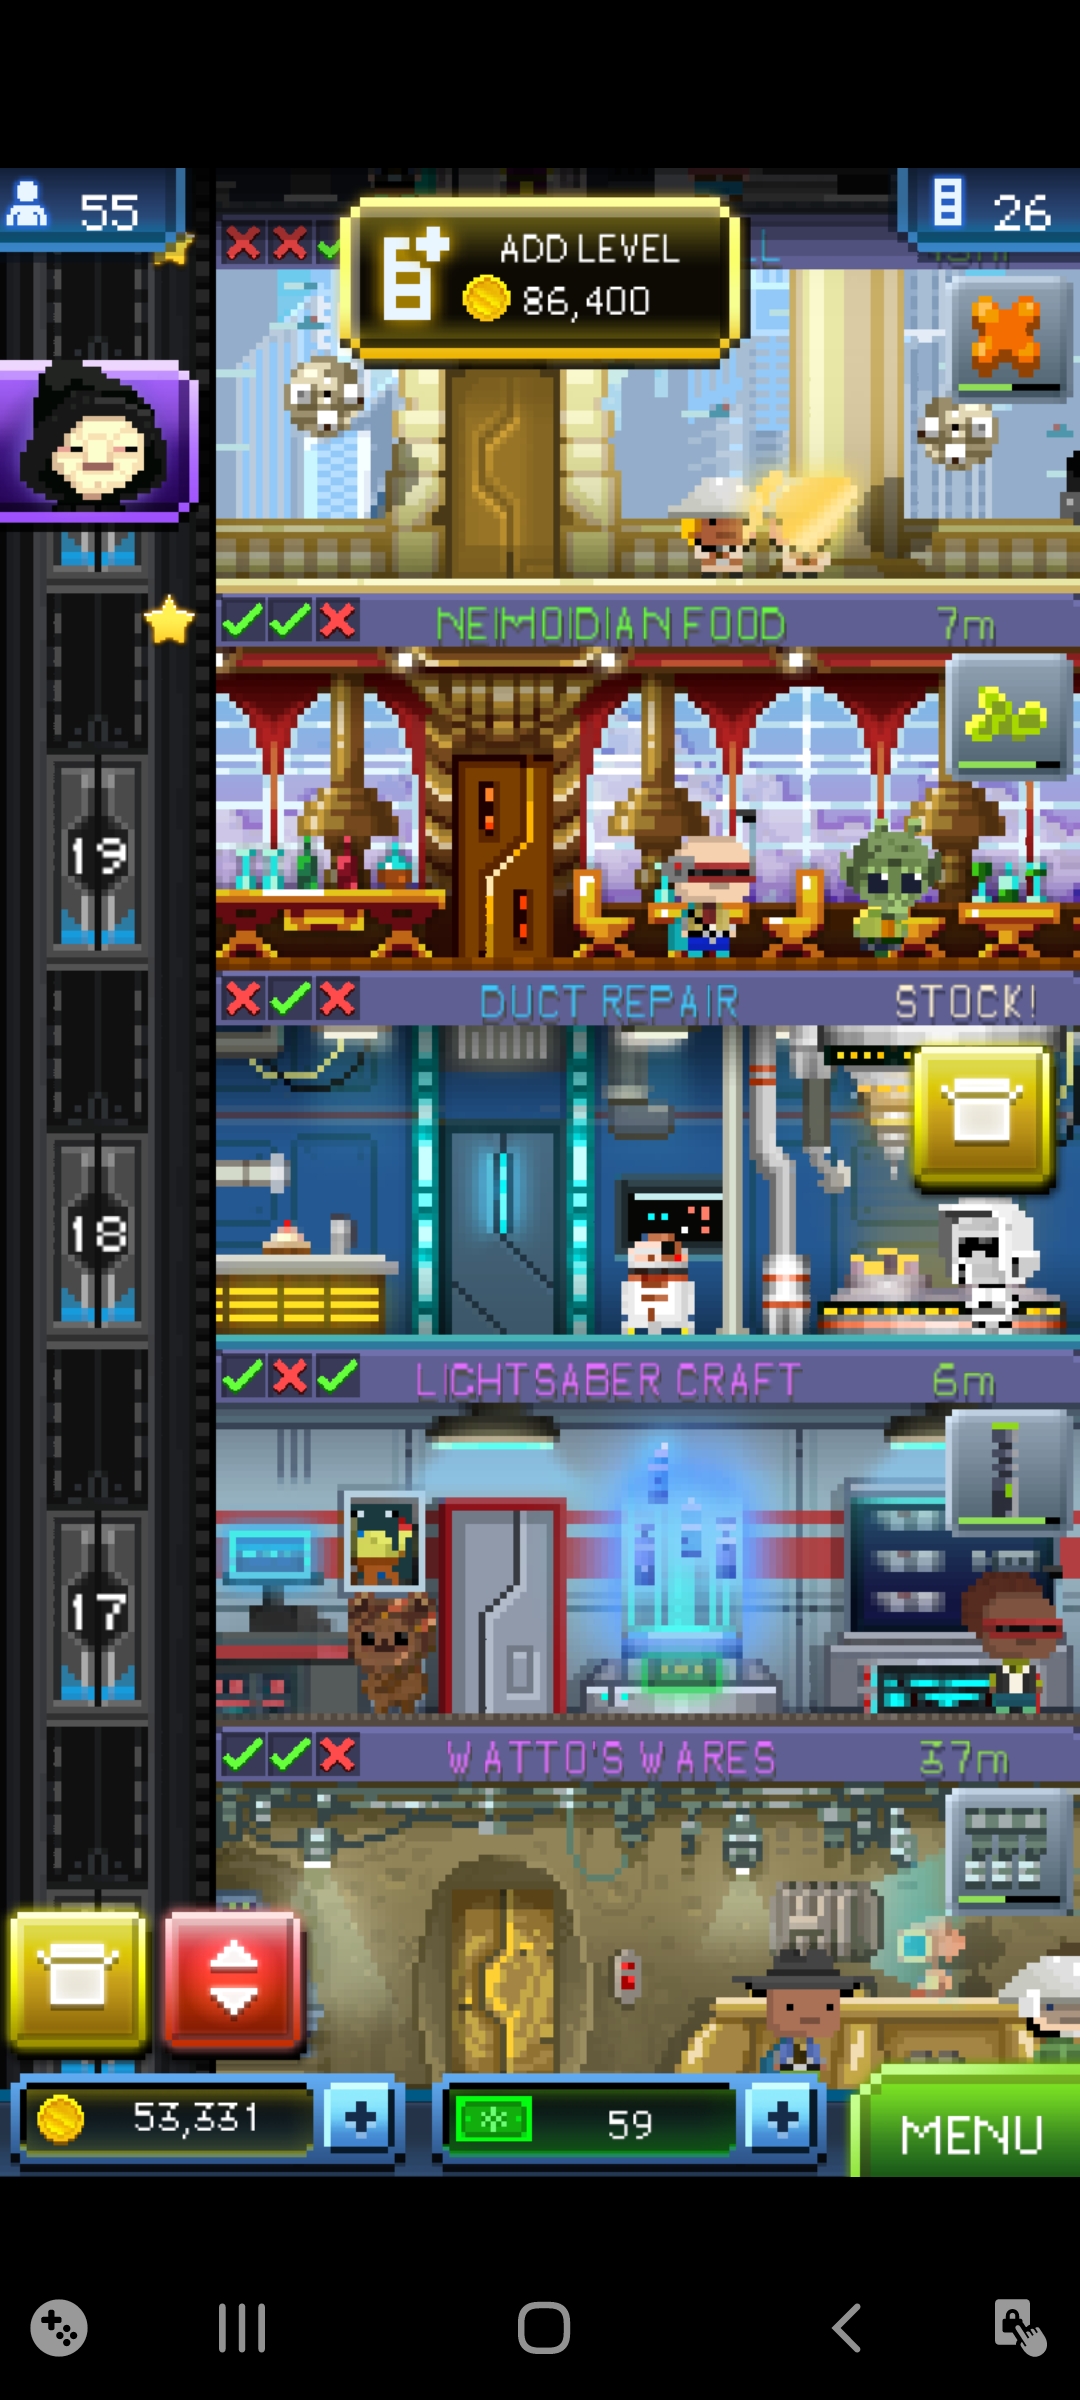 55
26
ADD LEVEL
86,400
NEIMOIDIAN FOOD 7m
19
DUCT REPAIR STOCK!
18
LIGHTSABER CRAFT 6m
17
WATTO'S WARES 37m
53,331
59
MENU